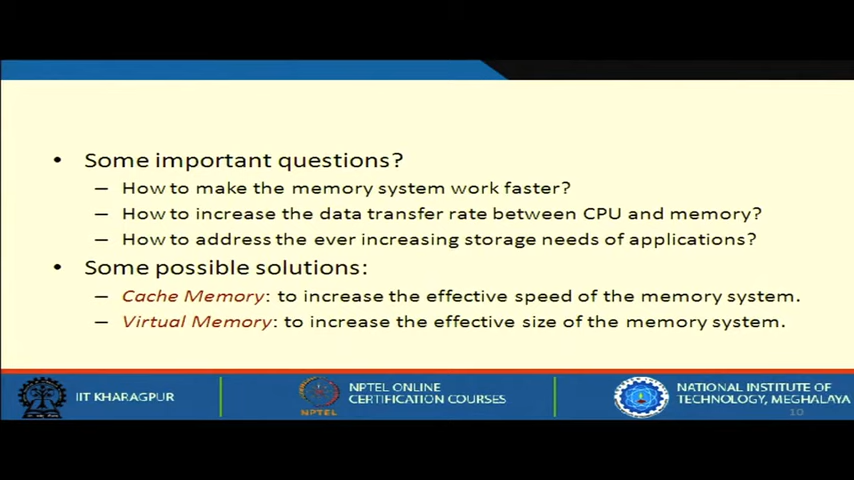 • Some important questions?
– How to make the memory system work faster?
– How to increase the data transfer rate between CPU and memory?
– How to address the ever increasing storage needs of applications?
• Some possible solutions:
– Cache Memory: to increase the effective speed of the memory system.
– Virtual Memory: to increase the effective size of the memory system.
IIT KHARAGPUR
NPTEL
NPTEL ONLINE
CERTIFICATION COURSES
NATIONAL INSTITUTE OF
TECHNOLOGY, MEGHALAYA
10